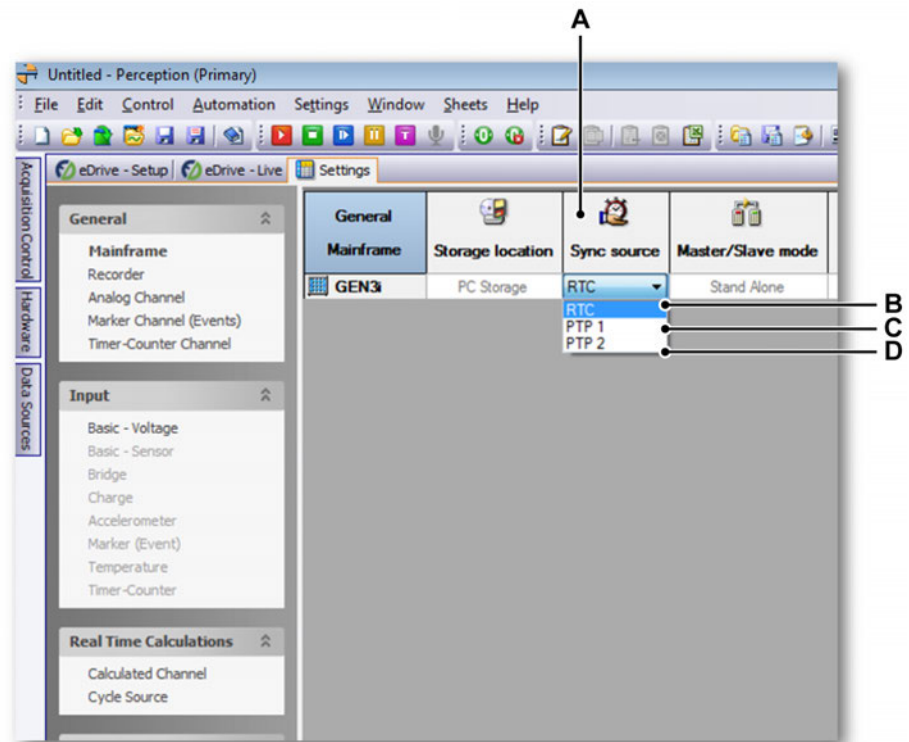 A
Untitled - Perception (Primary)
File Edit Control Automation Settings Window Sheets Help
eDrive - Setup eDrive - Live Settings
Acquisition Control
Hardware
Data Sources
General
Mainframe
Recorder
Analog Channel
Marker Channel (Events)
Timer-Counter Channel
Input
Basic - Voltage
Basic - Sensor
Bridge
Charge
Accelerometer
Marker (Event)
Temperature
Timer-Counter
Real Time Calculations
Calculated Channel
Cycle Source
General
Mainframe Storage location Sync source Master/Slave mode
GEN3i PC Storage RTC Stand Alone
RTC
PTP 1
PTP 2
B
C
D